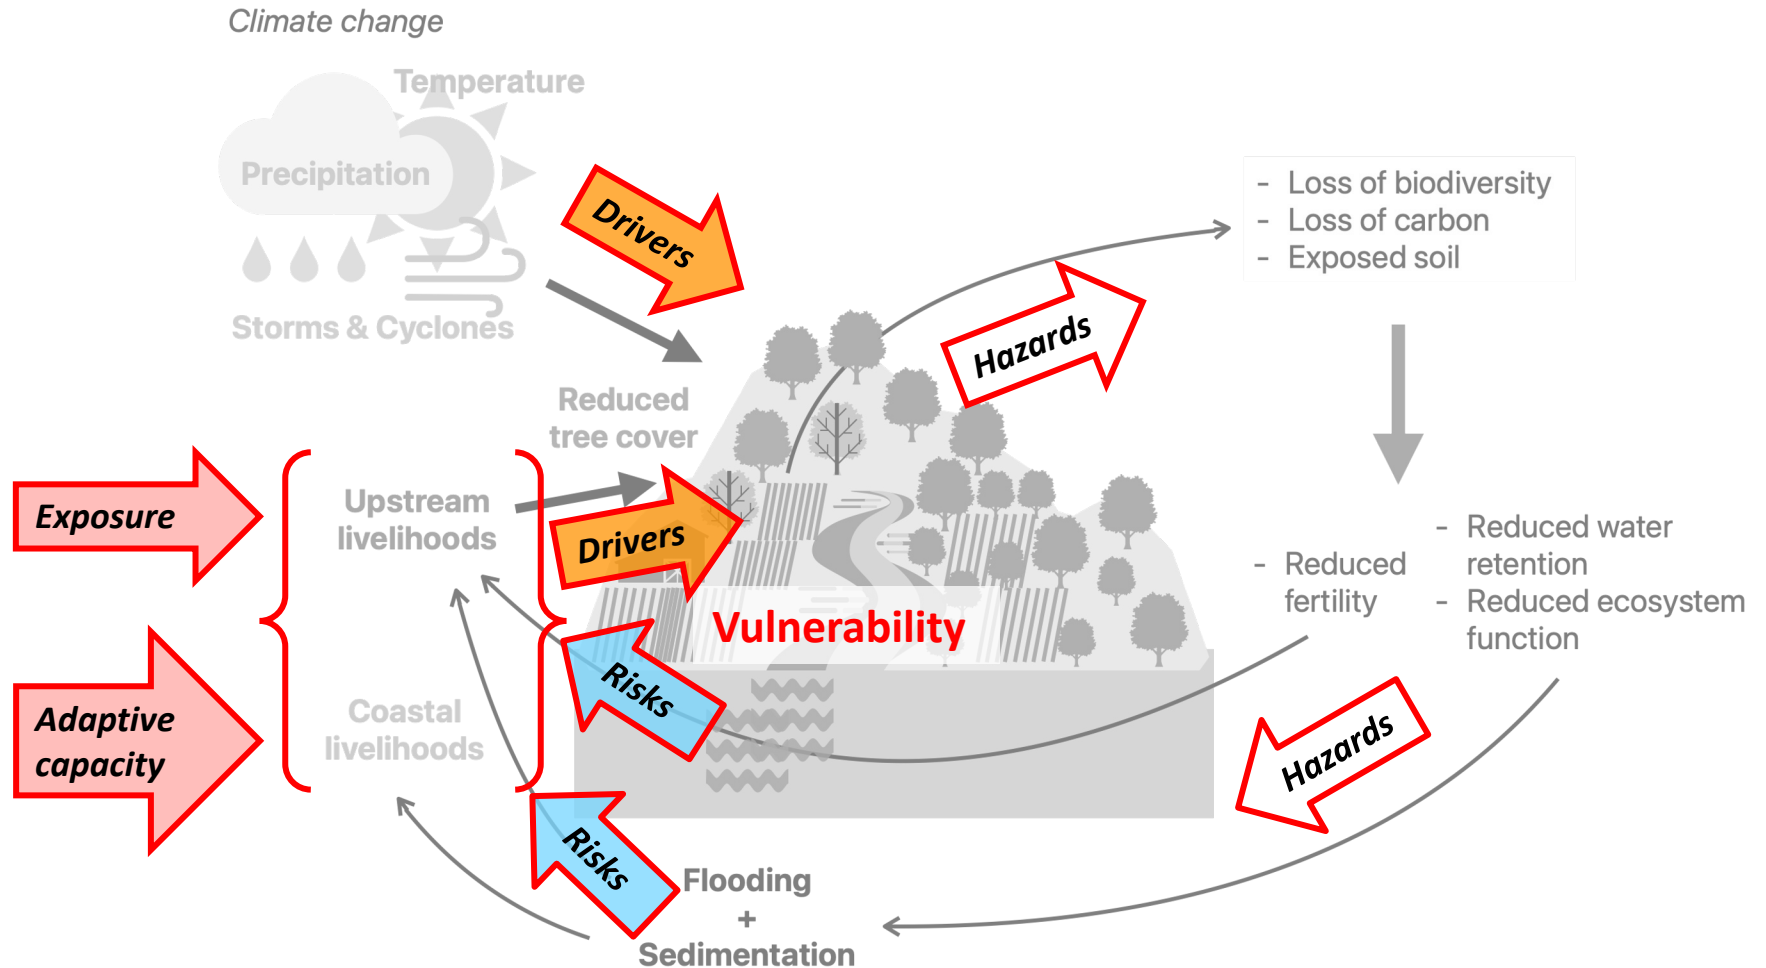 Climate change
Temperature
Precipitation
Storms & Cyclones
Drivers
- Loss of biodiversity
- Loss of carbon
- Exposed soil
Hazards
Reduced
tree cover
Exposure
Upstream
livelihoods
Drivers
- Reduced water
retention
- Reduced ecosystem
function
- Reduced
fertility
Vulnerability
Risks
Adaptive
capacity
Coastal
livelihoods
Hazards
Risks
Flooding
+
Sedimentation